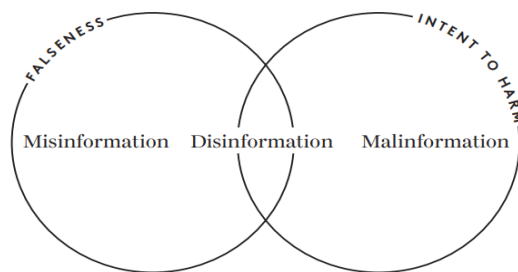 FALSENESS
INTENT TO HARM
Misinformation Disinformation Malinformation